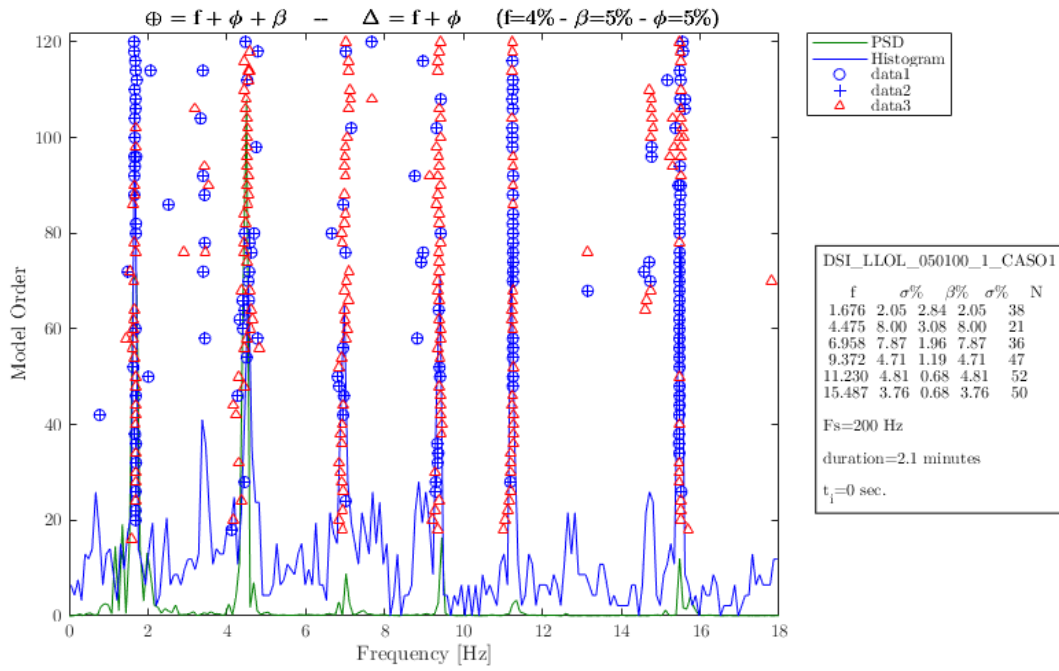 ⊕ = f + ϕ + β -- Δ = f + ϕ (f=4% - β=5% - ϕ=5%)
120
100
80
60
40
20
0
Model Order
0 2 4 6 8 10 12 14 16 18
Frequency [Hz]
PSD
Histogram
data1
data2
data3
DSI_LLOL_050100_1_CASO1
f σ% β% σ% N
1.676 2.05 2.84 2.05 38
4.475 8.00 3.08 8.00 21
6.958 7.87 1.96 7.87 36
9.372 4.71 1.19 4.71 47
11.230 4.81 0.68 4.81 52
15.487 3.76 0.68 3.76 50
Fs=200 Hz
duration=2.1 minutes
t_i=0 sec.